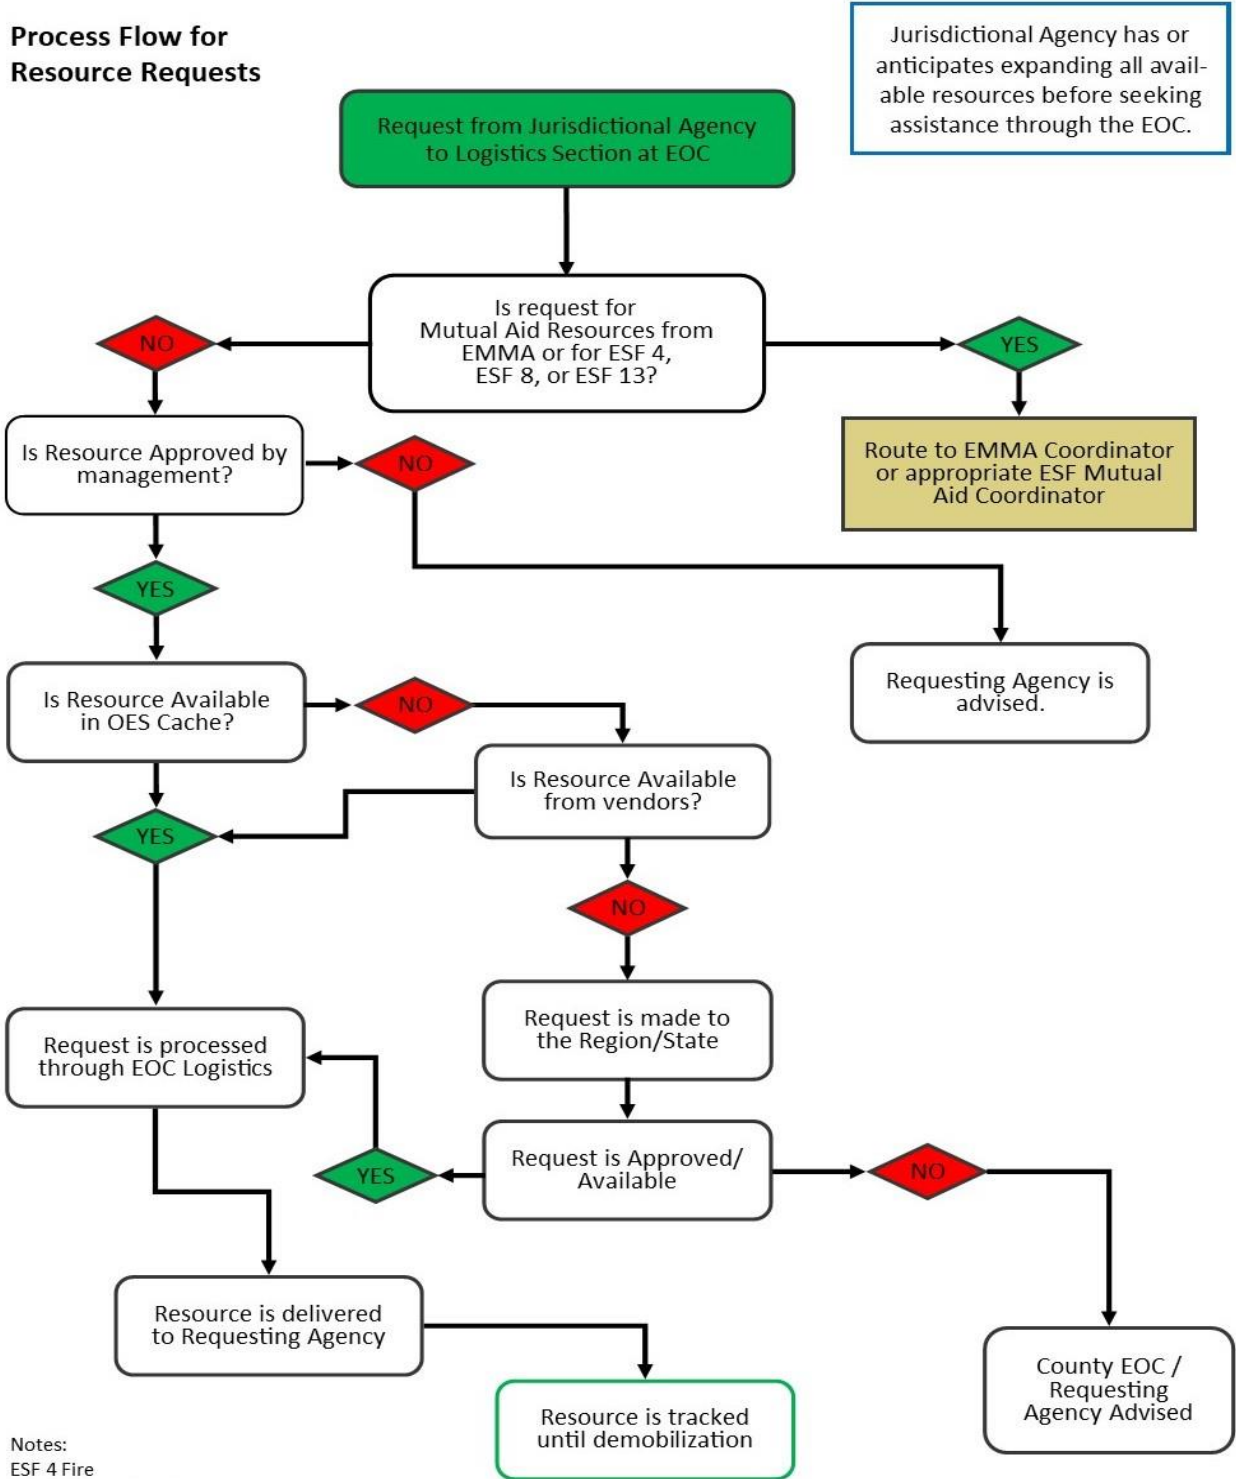 Process Flow for
Resource Requests
Jurisdictional Agency has or
anticipates expanding all avail-
able resources before seeking
assistance through the EOC.
Request from Jurisdictional Agency
to Logistics Section at EOC
Is request for
Mutual Aid Resources from
EMMA or for ESF 4,
ESF 8, or ESF 13?
NO
YES
Is Resource Approved by
management?
NO
Route to EMMA Coordinator
or appropriate ESF Mutual
Aid Coordinator
YES
Requesting Agency is
advised.
Is Resource Available
in OES Cache?
NO
Is Resource Available
from vendors?
YES
NO
Request is made to
the Region/State
Request is processed
through EOC Logistics
Request is Approved/
Available
YES
NO
Resource is delivered
to Requesting Agency
County EOC /
Requesting
Agency Advised
Resource is tracked
until demobilization
Notes:
ESF 4 Fire